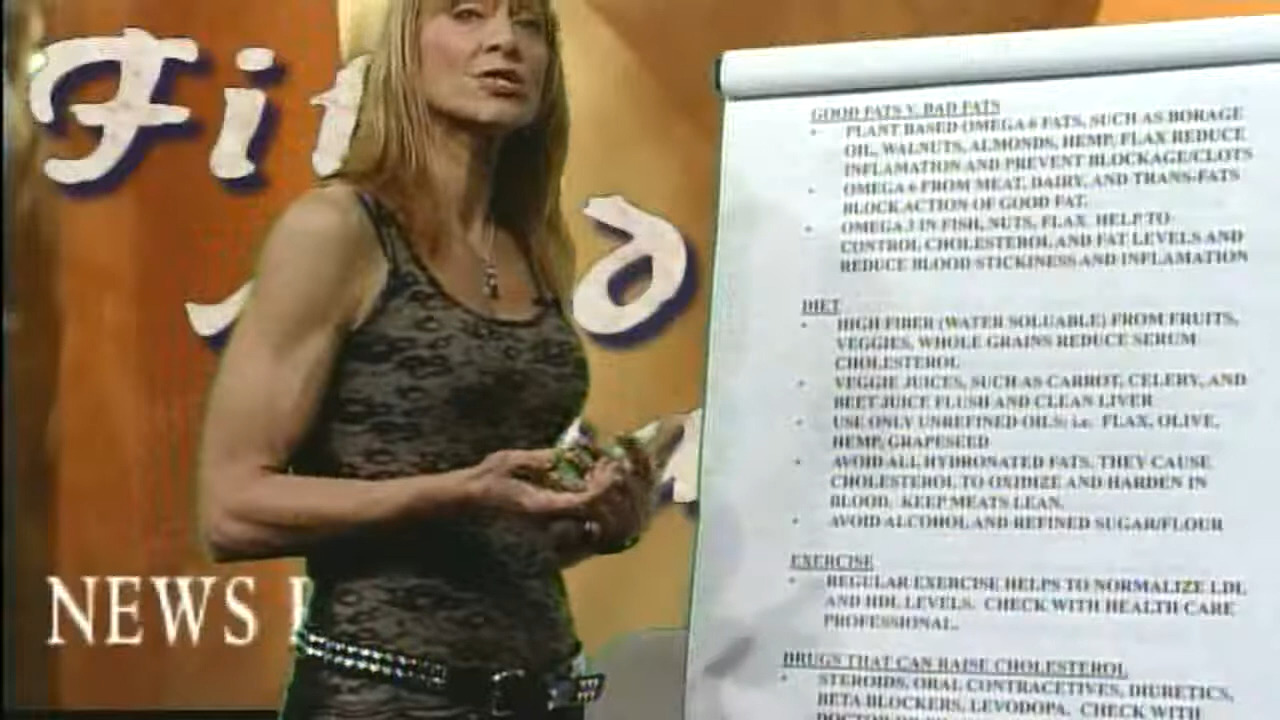 Fit
NEWS
GOOD FATS V. BAD FATS
• PLANT BASED OMEGA-6 FATS, SUCH AS BORAGE
OIL, WALNUTS, ALMONDS, HEMP, FLAX REDUCE
INFLAMATION AND PREVENT BLOCKAGE/CLOTS
• OMEGA 6 FROM MEAT, DAIRY, AND TRANS-FATS
BLOCK ACTION OF GOOD FAT.
• OMEGA 3 IN FISH, NUTS, FLAX HELP TO
CONTROL CHOLESTEROL AND FAT LEVELS AND
REDUCE BLOOD STICKINESS AND INFLAMATION
DIET
• HIGH FIBER (WATER SOLUABLE) FROM FRUITS,
VEGGIES, WHOLE GRAINS REDUCE SERUM
CHOLESTEROL
• VEGGIE JUICES, SUCH AS CARROT, CELERY, AND
BEET JUICE FLUSH AND CLEAN LIVER
• USE ONLY UNREFINED OILS: i.e. FLAX, OLIVE,
HEMP, GRAPESEED
• AVOID ALL HYDRONATED FATS. THEY CAUSE
CHOLESTEROL TO OXIDIZE AND HARDEN IN
BLOOD. KEEP MEATS LEAN.
• AVOID ALCOHOL AND REFINED SUGAR/FLOUR
EXERCISE
• REGULAR EXERCISE HELPS TO NORMALIZE LDL
AND HDL LEVELS. CHECK WITH HEALTH CARE
PROFESSIONAL.
DRUGS THAT CAN RAISE CHOLESTEROL
• STEROIDS, ORAL CONTRACETIVES, DIURETICS,
BETA BLOCKERS, LEVODOPA. CHECK WITH